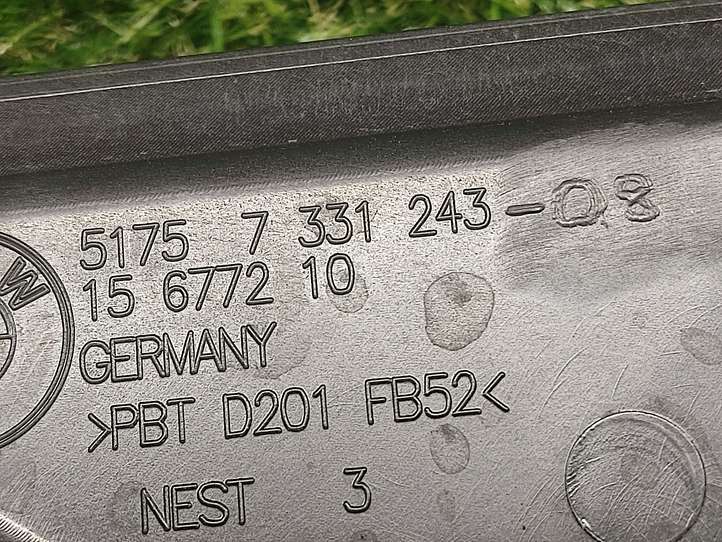 5175 7 331 243-08
15 6772 10
GERMANY
>PBT D201 FB52<
NEST 3
W